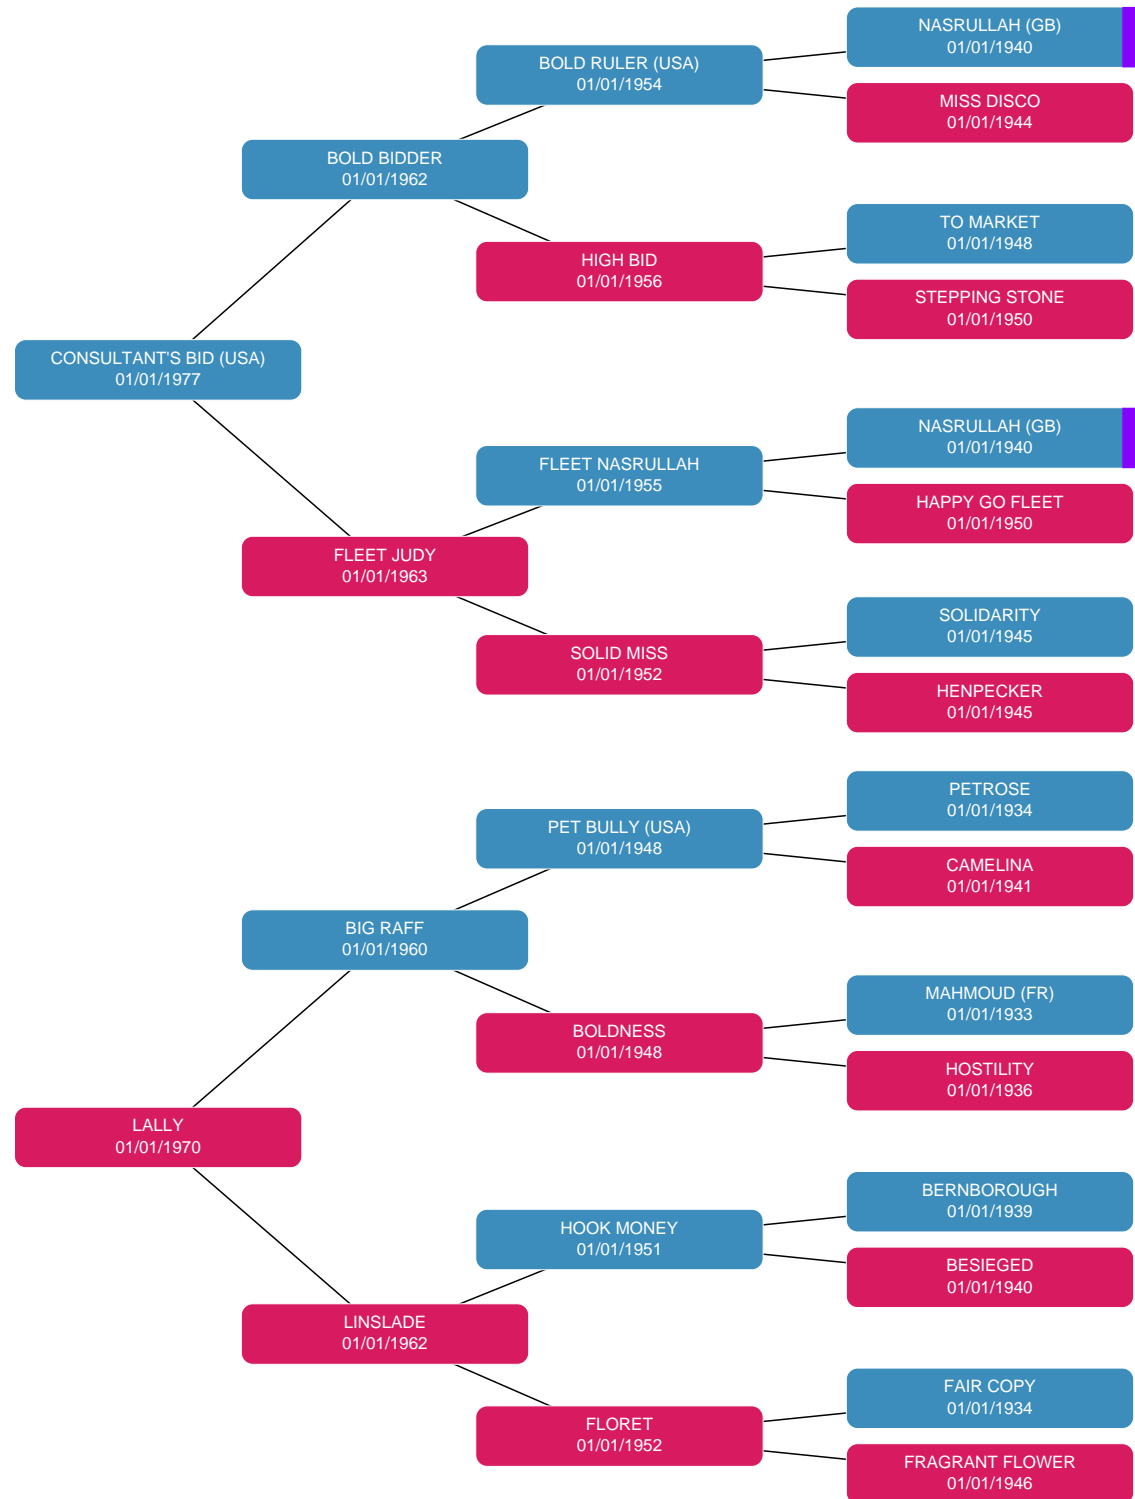 NASRULLAH (GB)
01/01/1940
BOLD RULER (USA)
01/01/1954
MISS DISCO
01/01/1944
BOLD BIDDER
01/01/1962
TO MARKET
01/01/1948
HIGH BID
01/01/1956
STEPPING STONE
01/01/1950
CONSULTANT'S BID (USA)
01/01/1977
NASRULLAH (GB)
01/01/1940
FLEET NASRULLAH
01/01/1955
HAPPY GO FLEET
01/01/1950
FLEET JUDY
01/01/1963
SOLIDARITY
01/01/1945
SOLID MISS
01/01/1952
HENPECKER
01/01/1945
PETROSE
01/01/1934
PET BULLY (USA)
01/01/1948
CAMELINA
01/01/1941
BIG RAFF
01/01/1960
MAHMOUD (FR)
01/01/1933
BOLDNESS
01/01/1948
HOSTILITY
01/01/1936
LALLY
01/01/1970
BERNBOROUGH
01/01/1939
HOOK MONEY
01/01/1951
BESIEGED
01/01/1940
LINSLADE
01/01/1962
FAIR COPY
01/01/1934
FLORET
01/01/1952
FRAGRANT FLOWER
01/01/1946